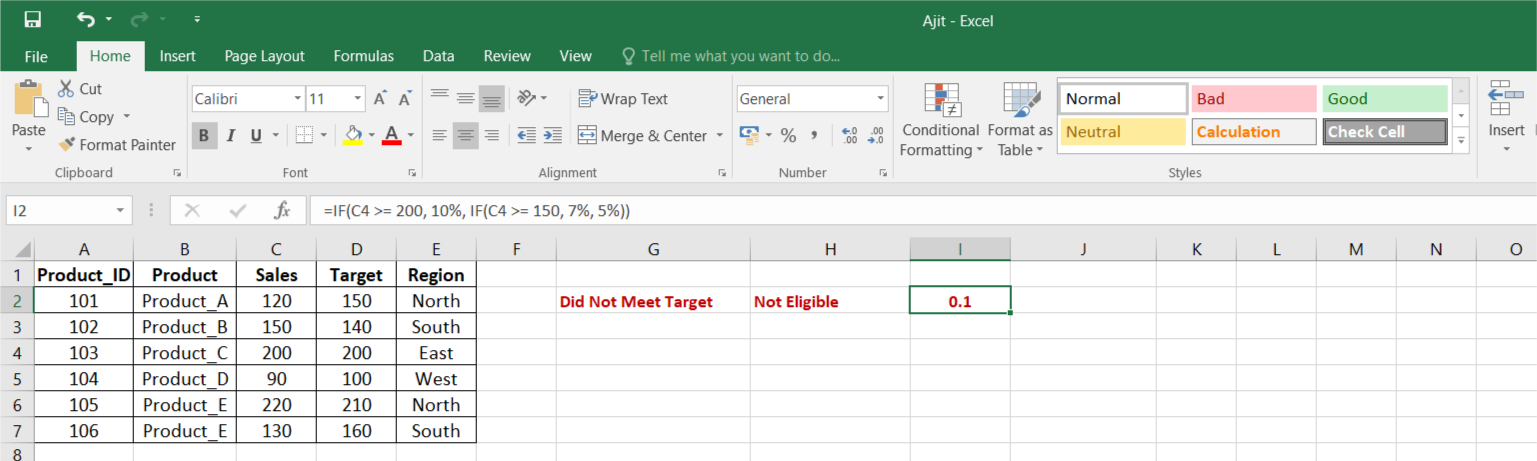 Ajit - Excel
File Home Insert Page Layout Formulas Data Review View Tell me what you want to do...
Cut
Calibri 11 A A Wrap Text General Normal Bad Good
Copy
Paste Conditional Format as Insert
B I U A Merge & Center % , .00 .0 Neutral Calculation Check Cell
Format Painter Formatting Table
Clipboard Font Alignment Number Styles
I2 fx =IF(C4 >= 200, 10%, IF(C4 >= 150, 7%, 5%))
A B C D E F G H I J K L M N O
1 Product_ID Product Sales Target Region
2 101 Product_A 120 150 North Did Not Meet Target Not Eligible 0.1
3 102 Product_B 150 140 South
4 103 Product_C 200 200 East
5 104 Product_D 90 100 West
6 105 Product_E 220 210 North
7 106 Product_E 130 160 South
8